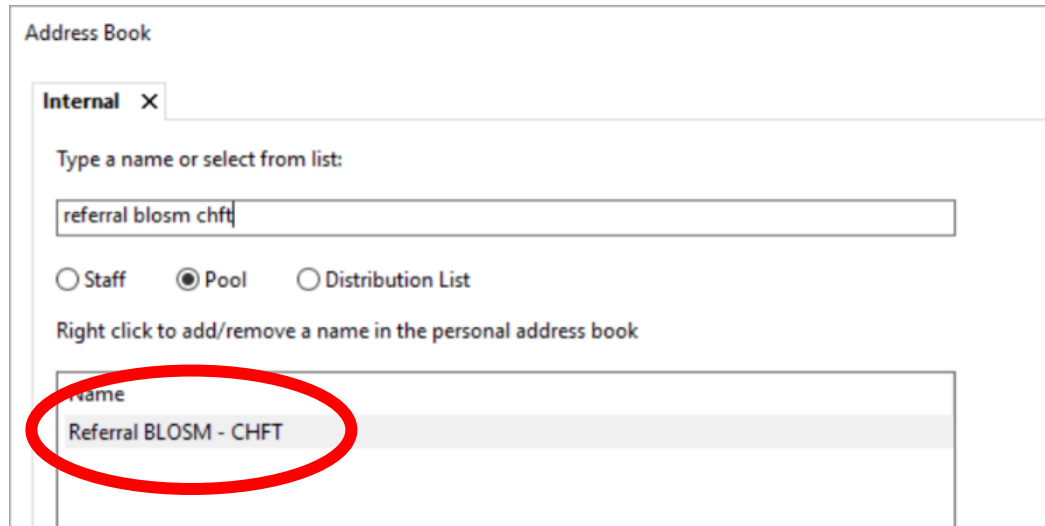 Address Book
Internal X
Type a name or select from list:
referral blosm chft
Staff Pool Distribution List
Right click to add/remove a name in the personal address book
Name
Referral BLOSM - CHFT